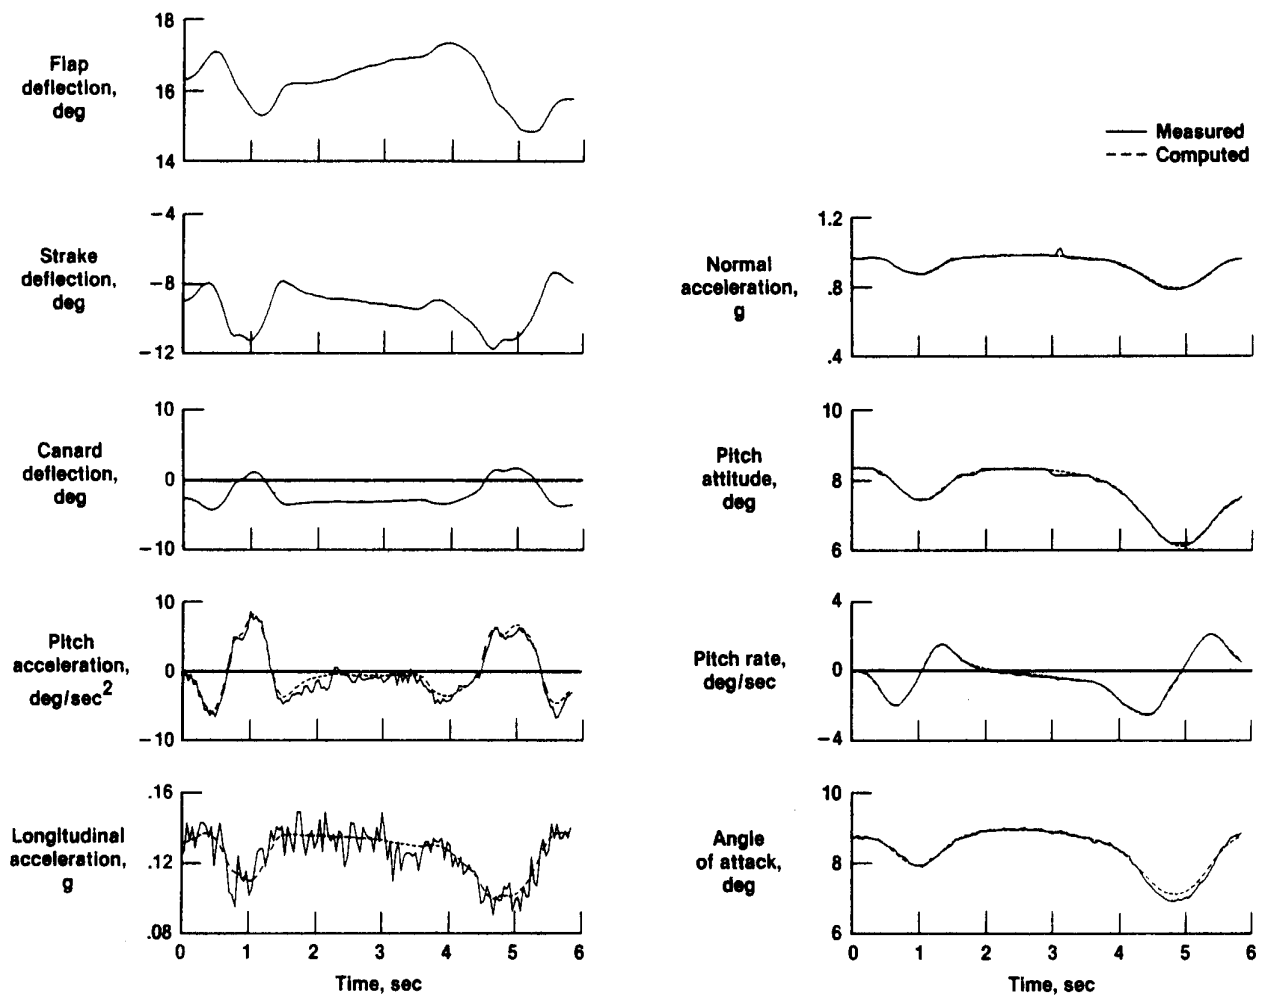 18
Flap
deflection,
deg
16
14
Measured
Computed
−4
Strake
deflection,
deg
−8
−12
1.2
Normal
acceleration,
g
.8
.4
10
Canard
deflection,
deg
0
−10
10
Pitch
attitude,
deg
8
6
10
Pitch
acceleration,
deg/sec2
0
−10
4
Pitch rate,
deg/sec
0
−4
.16
Longitudinal
acceleration,
g
.12
.08
0 1 2 3 4 5 6
Time, sec
10
Angle
of attack,
deg
8
6
0 1 2 3 4 5 6
Time, sec